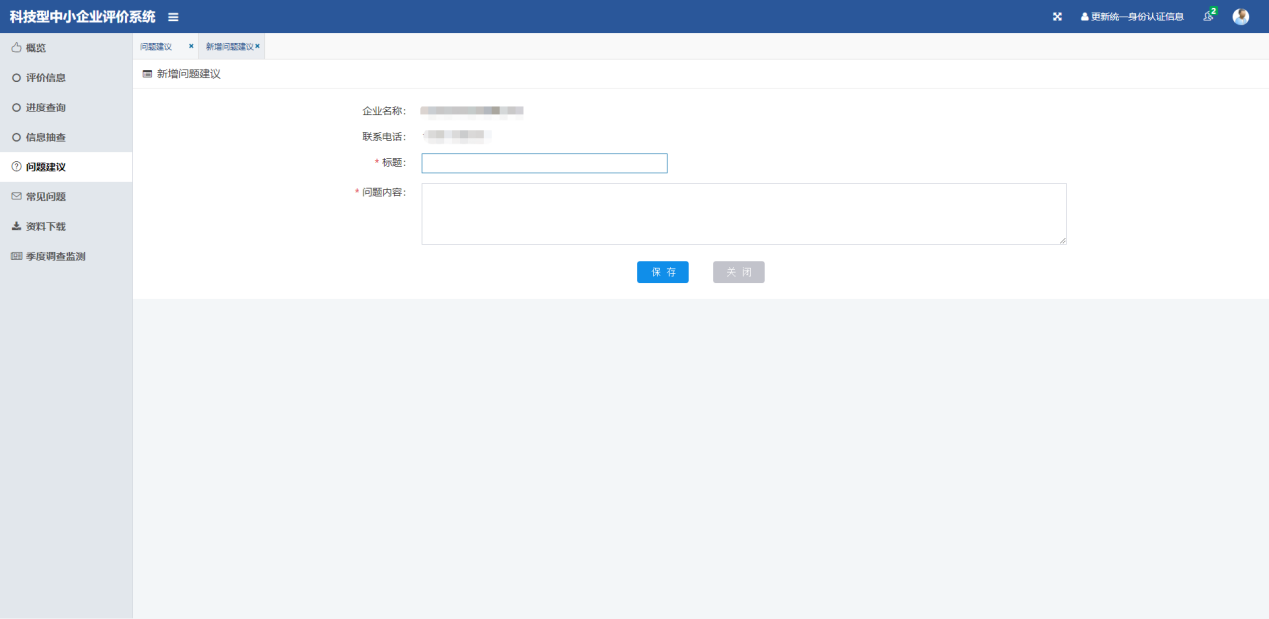 科技型中小企业评价系统
更新统一身份认证信息
2
概览
评价信息
进度查询
信息抽查
问题建议
常见问题
资料下载
季度调查监测
问题建议 × 新增问题建议×
新增问题建议
企业名称：
联系电话：
* 标题：
* 问题内容：
保 存 关 闭